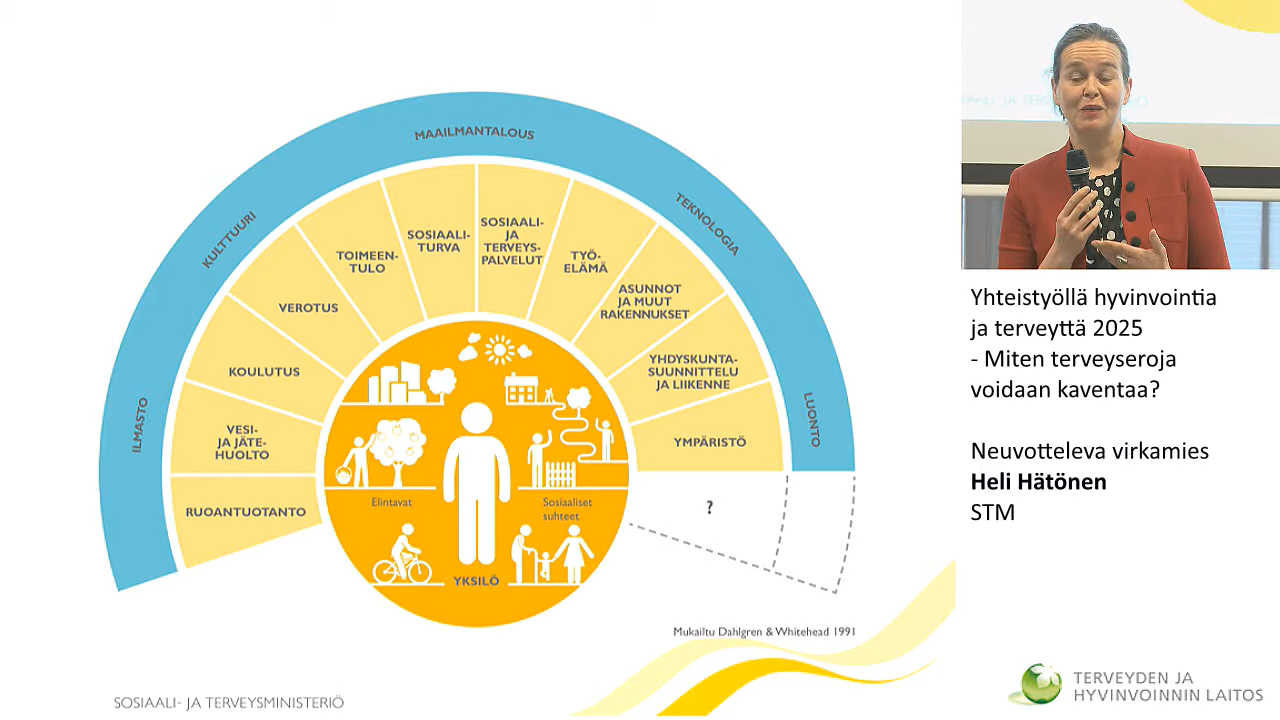 MAAILMANTALOUS
KULTTUURI
TEKNOLOGIA
ILMASTO
LUONTO
SOSIAALI-
TURVA
SOSIAALI-
JA
TERVEYS-
PALVELUT
TOIMEEN-
TULO
TYÖ-
ELÄMÄ
VEROTUS
ASUNNOT
JA MUUT
RAKENNUKSET
KOULUTUS
YHDYSKUNTA-
SUUNNITTELU
JA LIIKENNE
VESI-
JA JÄTE-
HUOLTO
YMPÄRISTÖ
RUOANTUOTANTO
?
Elintavat
Sosiaaliset
suhteet
YKSILÖ
Mukailtu Dahlgren & Whitehead 1991
SOSIAALI- JA TERVEYSMINISTERIÖ
Yhteistyöllä hyvinvointia
ja terveyttä 2025
- Miten terveyseroja
voidaan kaventaa?
Neuvotteleva virkamies
Heli Hätönen
STM
TERVEYDEN JA
HYVINVOINNIN LAITOS